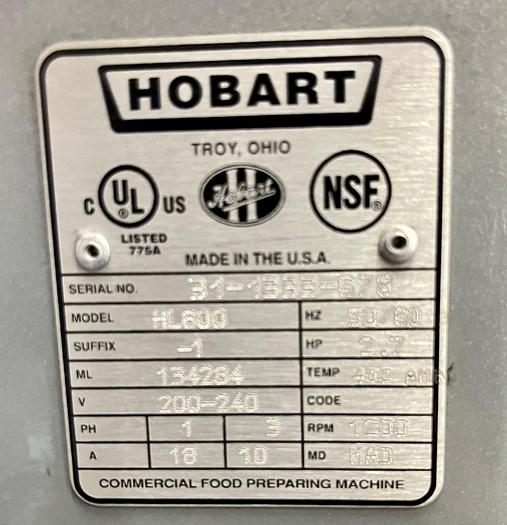 HOBART
TROY, OHIO
C UL ® US Hobart NSF®
LISTED
775A
MADE IN THE U.S.A.
SERIAL NO.
MODEL HL600 HZ 50/60
SUFFIX -1 HP 2.7
ML 134284 TEMP
V 200-240 CODE
PH 1 3 RPM
A 18 10 MD
COMMERCIAL FOOD PREPARING MACHINE